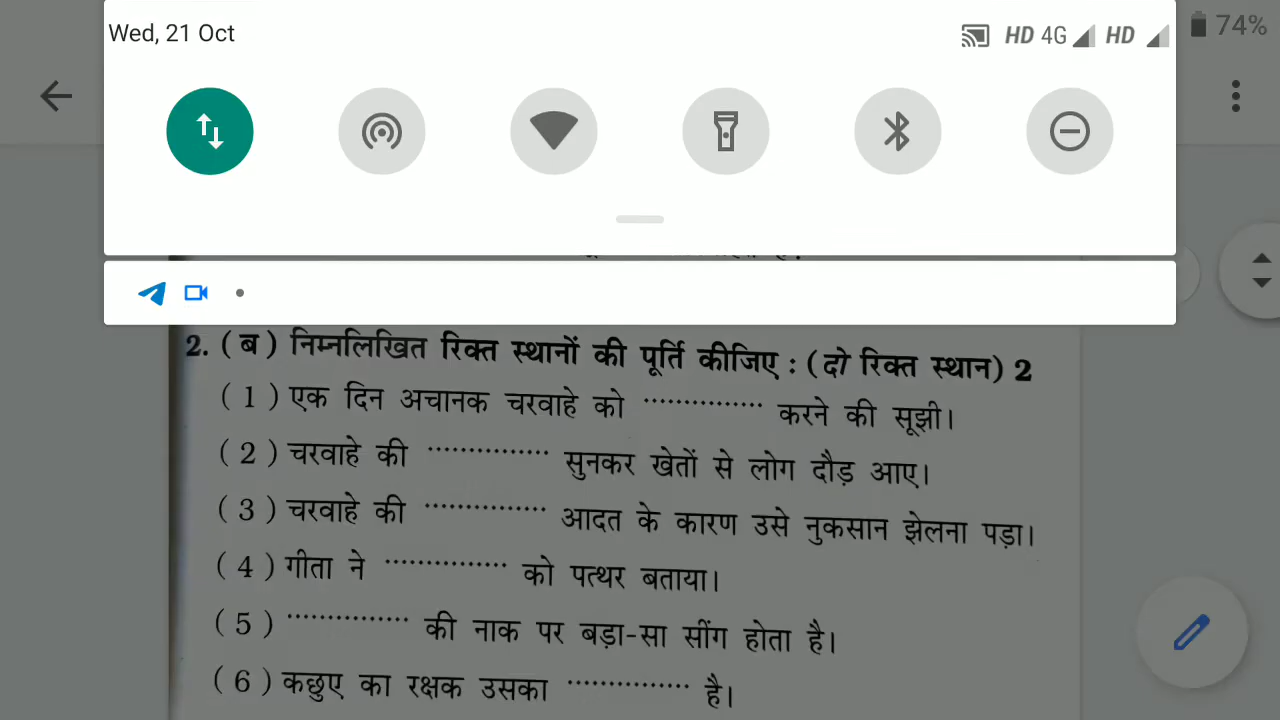 Wed, 21 Oct
HD 4G HD 74%
2. (ब) निम्नलिखित रिक्त स्थानों की पूर्ति कीजिए : (दो रिक्त स्थान) 2
(1) एक दिन अचानक चरवाहे को ·············· करने की सूझी।
(2) चरवाहे की ·············· सुनकर खेतों से लोग दौड़ आए।
(3) चरवाहे की ·············· आदत के कारण उसे नुकसान झेलना पड़ा।
(4) गीता ने ·············· को पत्थर बताया।
(5) ·············· की नाक पर बड़ा-सा सींग होता है।
(6) कछुए का रक्षक उसका ·············· है।